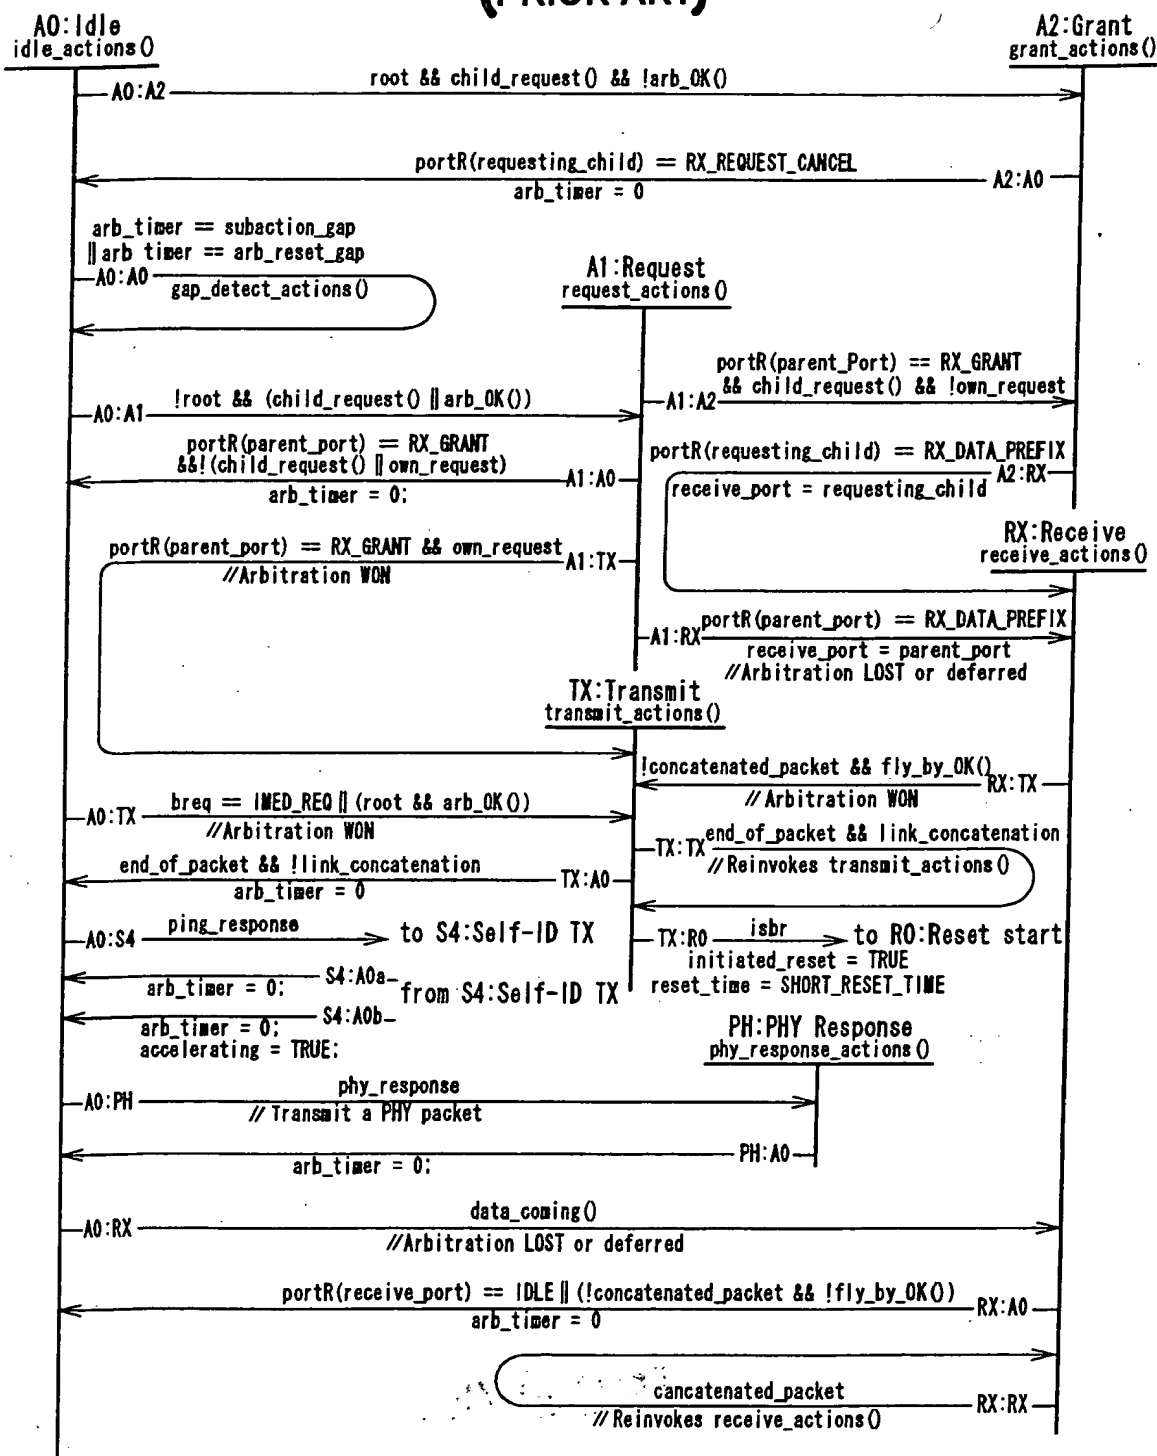 (PRIOR ART)
A0:Idle
idle_actions()
A2:Grant
grant_actions()
root && child_request() && !arb_OK()
A0:A2
portR(requesting_child) == RX_REQUEST_CANCEL
A2:A0
arb_timer = 0
arb_timer == subaction_gap
||arb timer == arb_reset_gap
A0:A0
gap_detect_actions()
A1:Request
request_actions()
portR(parent_Port) == RX_GRANT
&& child_request() && !own_request
A1:A2
!root && (child_request() || arb_OK())
A0:A1
portR(parent_port) == RX_GRANT
&&!(child_request() || own_request)
A1:A0
arb_timer = 0;
portR(requesting_child) == RX_DATA_PREFIX
A2:RX
receive_port = requesting_child
RX:Receive
receive_actions()
portR(parent_port) == RX_GRANT && own_request
A1:TX
//Arbitration WON
portR(parent_port) == RX_DATA_PREFIX
A1:RX
receive_port = parent_port
//Arbitration LOST or deferred
TX:Transmit
transmit_actions()
!concatenated_packet && fly_by_OK()
RX:TX
//Arbitration WON
breq == IMED_REQ || (root && arb_OK())
A0:TX
//Arbitration WON
end_of_packet && link_concatenation
TX:TX
//Reinvokes transmit_actions()
end_of_packet && !link_concatenation
TX:A0
arb_timer = 0
ping_response
A0:S4
to S4:Self-ID TX
isbr
TX:R0
to R0:Reset start
initiated_reset = TRUE
reset_time = SHORT_RESET_TIME
S4:A0a
arb_timer = 0;
from S4:Self-ID TX
S4:A0b
arb_timer = 0;
accelerating = TRUE;
PH:PHY Response
phy_response_actions()
phy_response
A0:PH
//Transmit a PHY packet
PH:A0
arb_timer = 0;
data_coming()
A0:RX
//Arbitration LOST or deferred
portR(receive_port) == IDLE || (!concatenated_packet && !fly_by_OK())
RX:A0
arb_timer = 0
cancatenated_packet
RX:RX
//Reinvokes receive_actions()